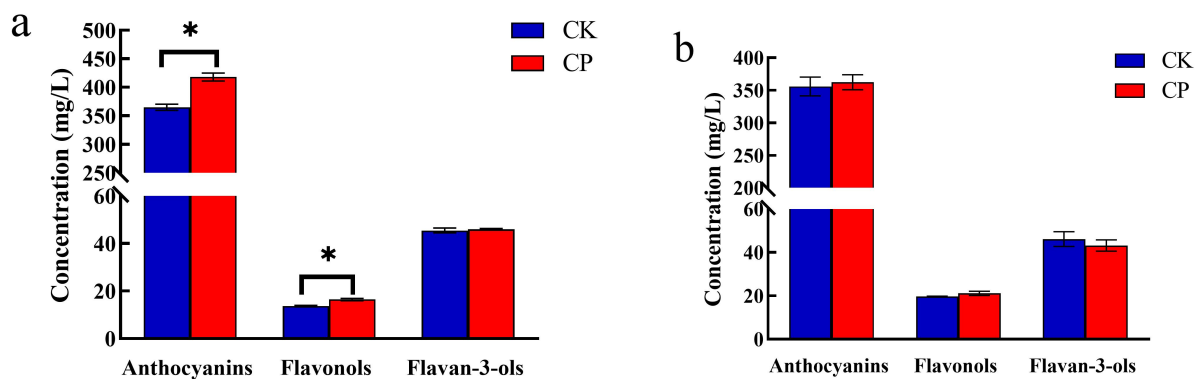 a
CK
CP
*
*
Concentration (mg/L)
500
450
400
350
300
250
60
40
20
0
Anthocyanins Flavonols Flavan-3-ols
b
CK
CP
Concentration (mg/L)
400
350
300
250
200
60
40
20
0
Anthocyanins Flavonols Flavan-3-ols